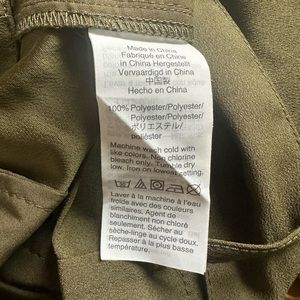 Made in China
Fabriqué en Chine
in China Hergestellt
Vervaardigd in China
中国製
Hecho en China
100% Polyester/Polyester/
Polyester/Polyester/
ポリエステル/
poliéster
Machine wash cold with
like colors. Non chlorine
bleach only. Tumble dry
low. Iron on lowest setting.
Laver à la machine à l'eau
froide avec des couleurs
similaires. Agent de
blanchiment non chloré
uniquement. Sécher au
sèche-linge au cycle doux.
Repasser à la plus basse
température.